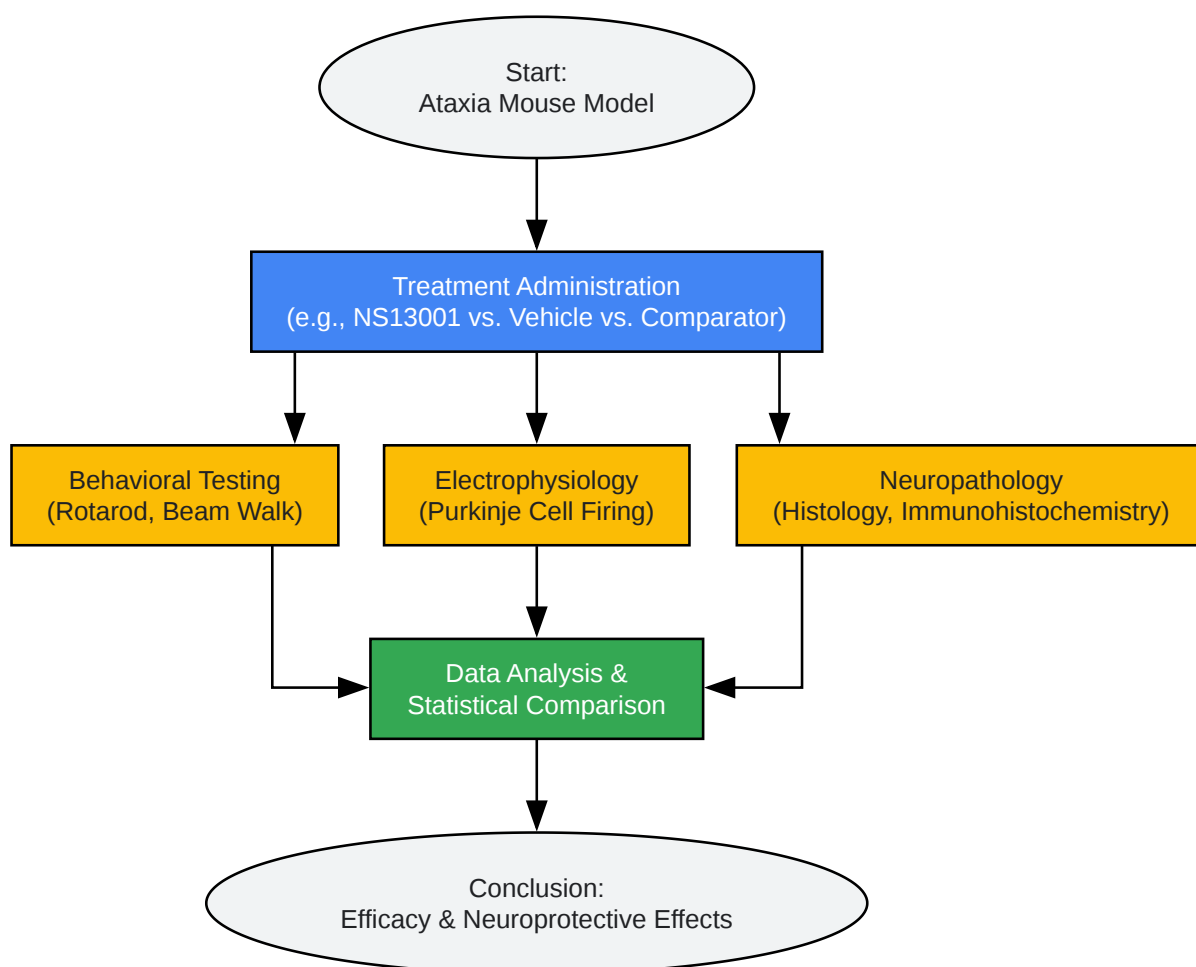 Start:
Ataxia Mouse Model
Treatment Administration
(e.g., NS13001 vs. Vehicle vs. Comparator)
Behavioral Testing
(Rotarod, Beam Walk)
Electrophysiology
(Purkinje Cell Firing)
Neuropathology
(Histology, Immunohistochemistry)
Data Analysis &
Statistical Comparison
Conclusion:
Efficacy & Neuroprotective Effects